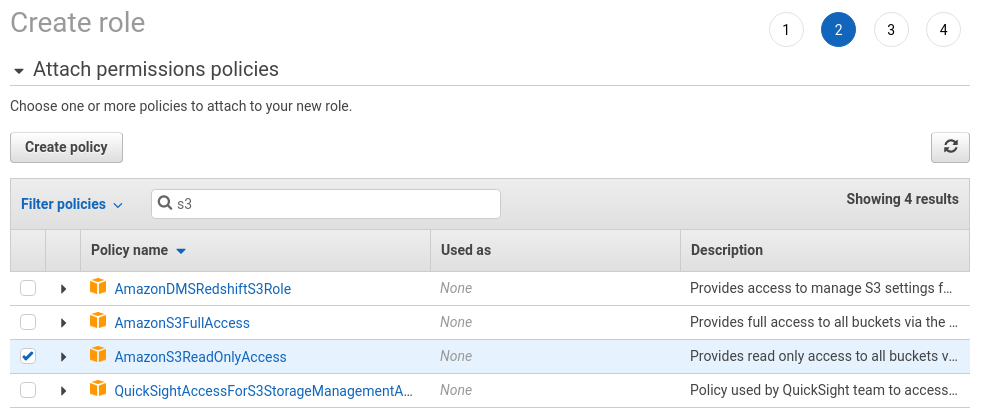 Create role
1 2 3 4
Attach permissions policies
Choose one or more policies to attach to your new role.
Create policy
Filter policies s3 Showing 4 results
Policy name Used as Description
AmazonDMSRedshiftS3Role None Provides access to manage S3 settings f...
AmazonS3FullAccess None Provides full access to all buckets via the ...
AmazonS3ReadOnlyAccess None Provides read only access to all buckets v...
QuickSightAccessForS3StorageManagementA... None Policy used by QuickSight team to access...